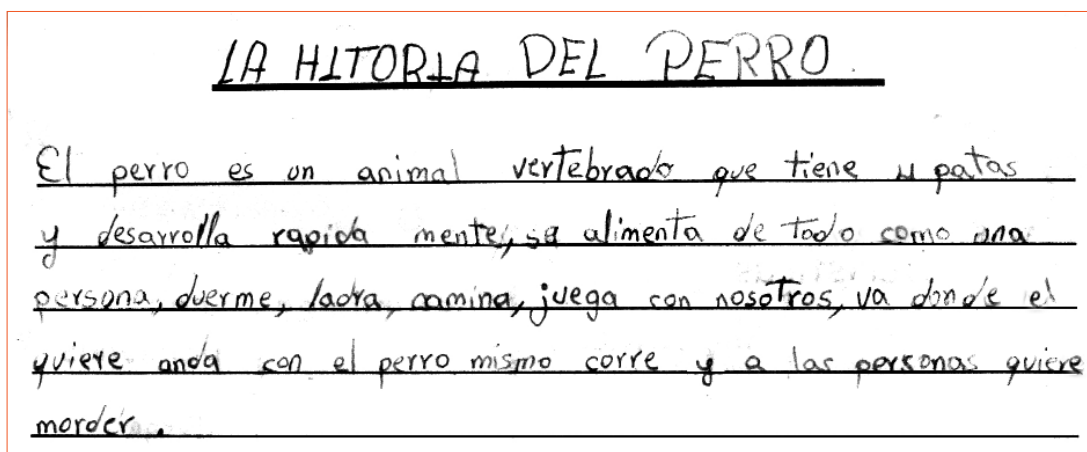 LA HITORIA DEL PERRO.
El perro es un animal vertebrado que tiene 4 patas
y desarrolla rapida mente, se alimenta de todo como una
persona, duerme, ladra, camina, juega con nosotros, va donde el
quiere anda con el perro mismo corre y a las personas quiere
morder.